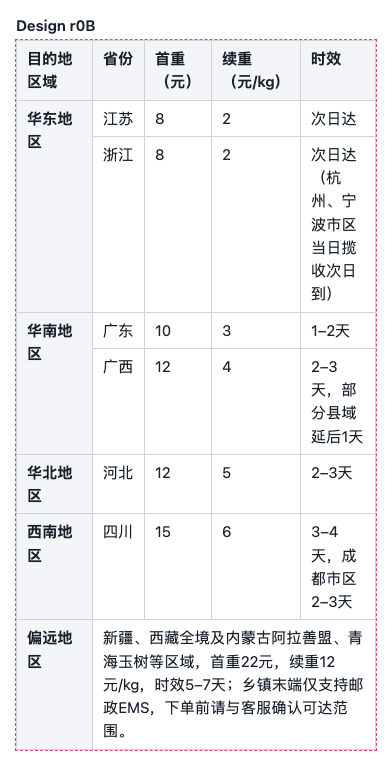 Design r0B
目的地区域 省份 首重（元） 续重（元/kg） 时效
华东地区 江苏 8 2 次日达
浙江 8 2 次日达（杭州、宁波市区当日揽收次日到）
华南地区 广东 10 3 1–2天
广西 12 4 2–3天，部分县域延后1天
华北地区 河北 12 5 2–3天
西南地区 四川 15 6 3–4天，成都市区2–3天
偏远地区 新疆、西藏全境及内蒙古阿拉善盟、青海玉树等区域，首重22元，续重12元/kg，时效5–7天；乡镇末端仅支持邮政EMS，下单前请与客服确认可达范围。